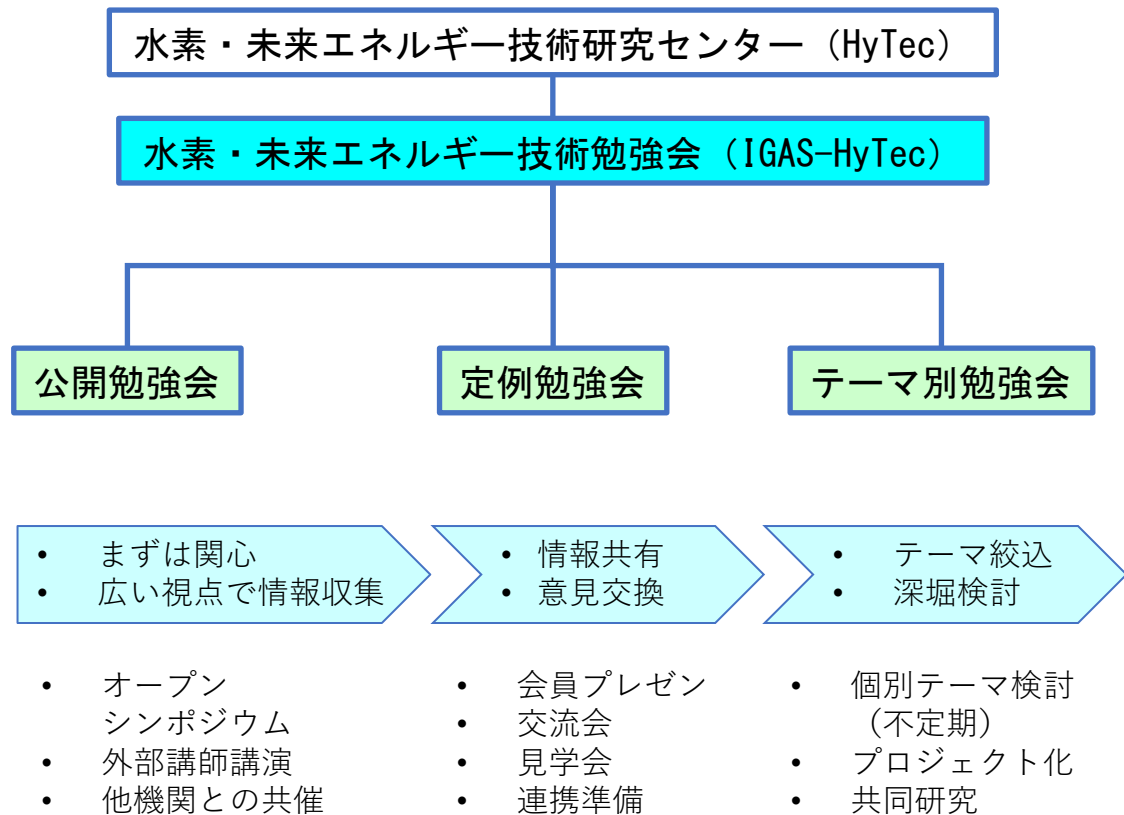 水素・未来エネルギー技術研究センター（HyTec）
水素・未来エネルギー技術勉強会（IGAS-HyTec）
公開勉強会
定例勉強会
テーマ別勉強会
• まずは関心
• 広い視点で情報収集
• 情報共有
• 意見交換
• テーマ絞込
• 深堀検討
• オープン
シンポジウム
• 外部講師講演
• 他機関との共催
• 会員プレゼン
• 交流会
• 見学会
• 連携準備
• 個別テーマ検討
（不定期）
• プロジェクト化
• 共同研究